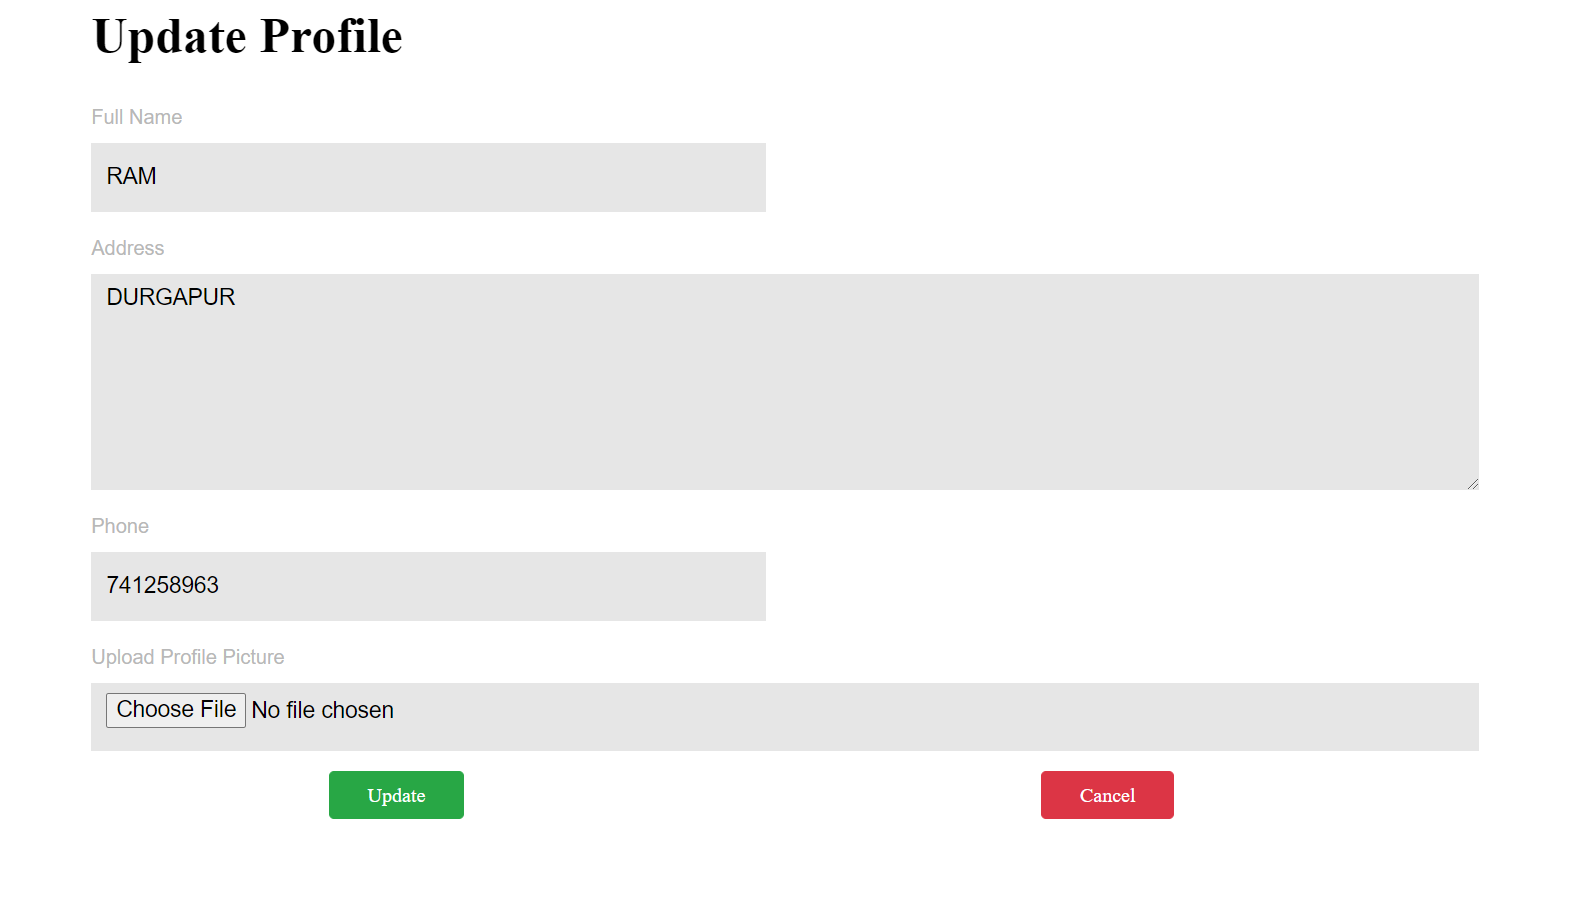 Update Profile
Full Name
RAM
Address
DURGAPUR
Phone
741258963
Upload Profile Picture
Choose File No file chosen
Update Cancel